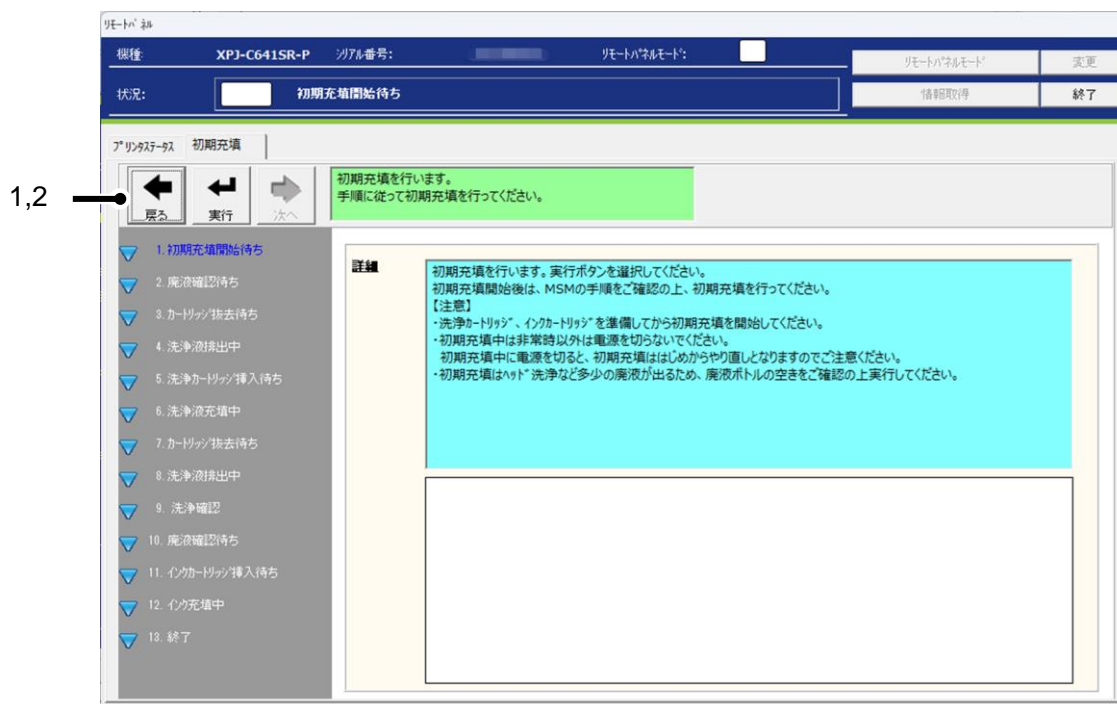 ﾘﾓｰﾄﾊﾟﾈﾙ
機種: XPJ-C641SR-P ｼﾘｱﾙ番号: ﾘﾓｰﾄﾊﾟﾈﾙﾓｰﾄﾞ:
ﾘﾓｰﾄﾊﾟﾈﾙﾓｰﾄﾞ 変更
状況: 初期充填開始待ち
情報取得 終了
ﾌﾟﾘﾝﾀｽﾃｰﾀｽ 初期充填
1,2
戻る 実行 次へ
初期充填を行います。
手順に従って初期充填を行ってください。
1. 初期充填開始待ち
2. 廃液確認待ち
3. ｶｰﾄﾘｯｼﾞ抜去待ち
4. 洗浄液排出中
5. 洗浄ｶｰﾄﾘｯｼﾞ挿入待ち
6. 洗浄液充填中
7. ｶｰﾄﾘｯｼﾞ抜去待ち
8. 洗浄液排出中
9. 洗浄確認
10. 廃液確認待ち
11. ｲﾝｸｶｰﾄﾘｯｼﾞ挿入待ち
12. ｲﾝｸ充填中
13. 終了
詳細
初期充填を行います。実行ボタンを選択してください。
初期充填開始後は、MSMの手順をご確認の上、初期充填を行ってください。
【注意】
・洗浄ｶｰﾄﾘｯｼﾞ、ｲﾝｸｶｰﾄﾘｯｼﾞを準備してから初期充填を開始してください。
・初期充填中は非常時以外は電源を切らないでください。
初期充填中に電源を切ると、初期充填ははじめからやり直しとなりますのでご注意ください。
・初期充填はﾍｯﾄﾞ洗浄など多少の廃液が出るため、廃液ボトルの空きをご確認の上実行してください。